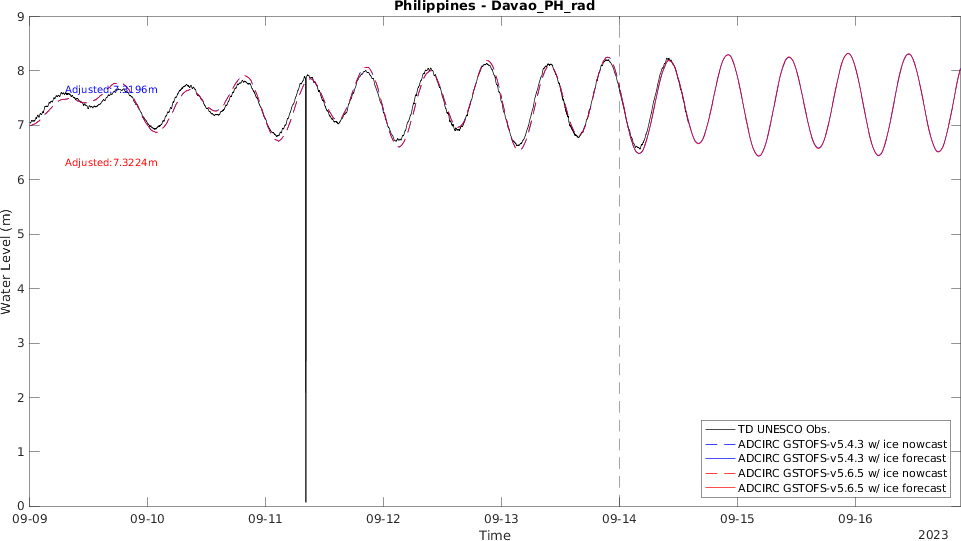 Philippines - Davao_PH_rad
9
8
7
6
5
4
3
2
1
0
Water Level (m)
Adjusted:7.3196m
Adjusted:7.3224m
TD UNESCO Obs.
ADCIRC GSTOFS-v5.4.3 w/ ice nowcast
ADCIRC GSTOFS-v5.4.3 w/ ice forecast
ADCIRC GSTOFS-v5.6.5 w/ ice nowcast
ADCIRC GSTOFS-v5.6.5 w/ ice forecast
09-09 09-10 09-11 09-12 09-13 09-14 09-15 09-16
Time
2023